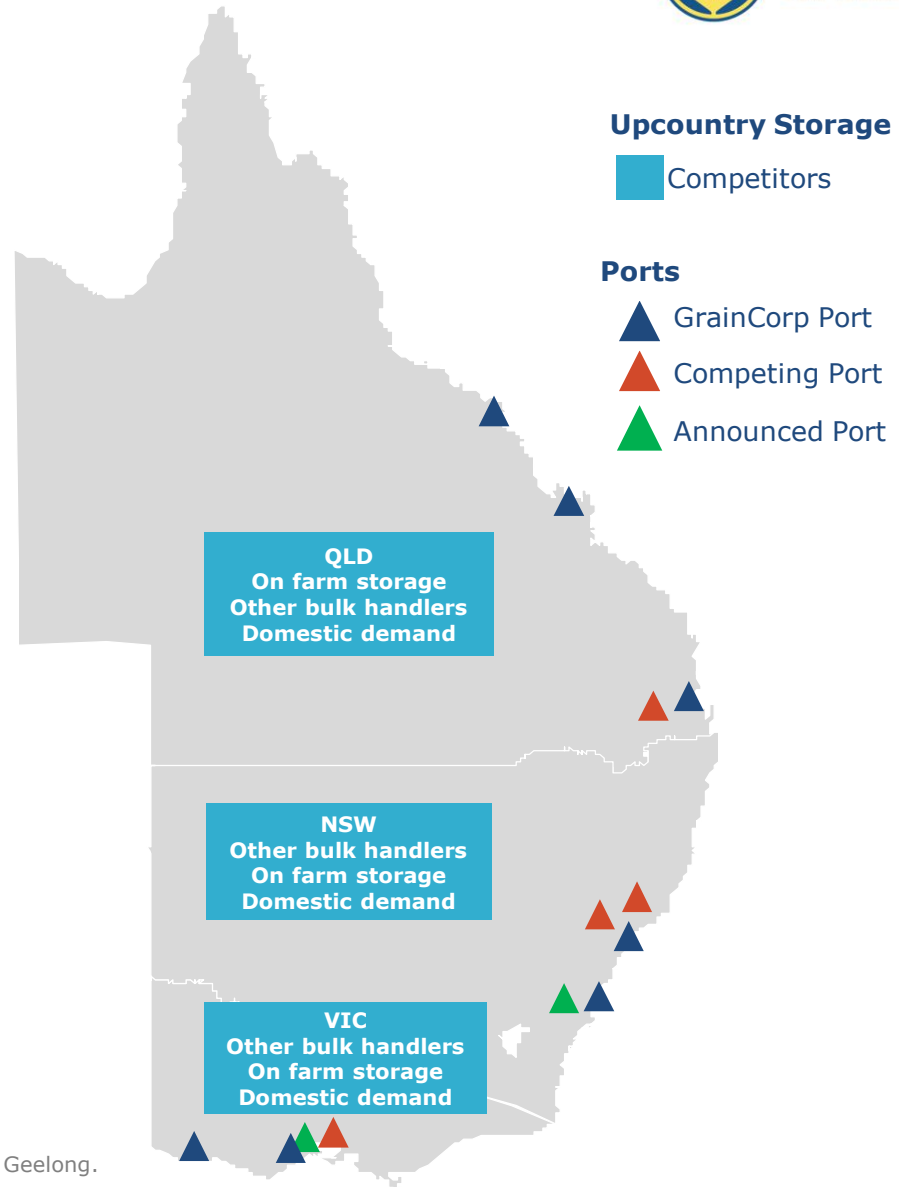 Upcountry Storage
Competitors
Ports
GrainCorp Port
Competing Port
Announced Port
QLD
On farm storage
Other bulk handlers
Domestic demand
NSW
Other bulk handlers
On farm storage
Domestic demand
VIC
Other bulk handlers
On farm storage
Domestic demand
Geelong.